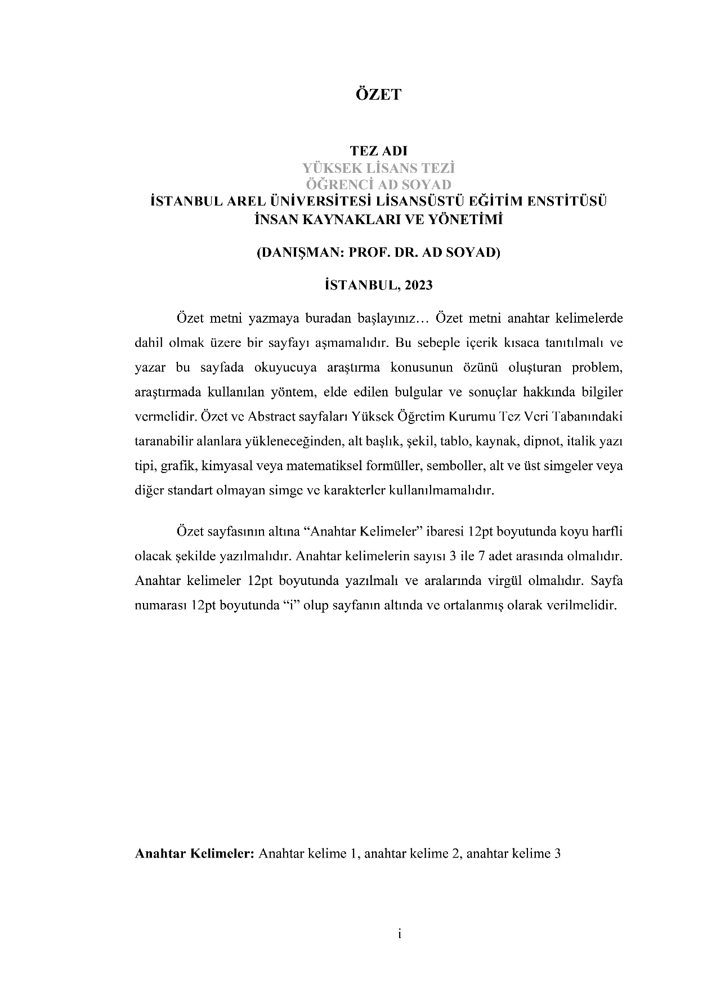 ÖZET
TEZ ADI
YÜKSEK LİSANS TEZİ
ÖĞRENCİ AD SOYAD
İSTANBUL AREL ÜNİVERSİTESİ LİSANSÜSTÜ EĞİTİM ENSTİTÜSÜ
İNSAN KAYNAKLARI VE YÖNETİMİ
(DANIŞMAN: PROF. DR. AD SOYAD)
İSTANBUL, 2023
Özet metni yazmaya buradan başlayınız… Özet metni anahtar kelimelerde
dahil olmak üzere bir sayfayı aşmamalıdır. Bu sebeple içerik kısaca tanıtılmalı ve
yazar bu sayfada okuyucuya araştırma konusunun özünü oluşturan problem,
araştırmada kullanılan yöntem, elde edilen bulgular ve sonuçlar hakkında bilgiler
vermelidir. Özet ve Abstract sayfaları Yüksek Öğretim Kurumu Tez Veri Tabanındaki
taranabilir alanlara yükleneceğinden, alt başlık, şekil, tablo, kaynak, dipnot, italik yazı
tipi, grafik, kimyasal veya matematiksel formüller, semboller, alt ve üst simgeler veya
diğer standart olmayan simge ve karakterler kullanılmamalıdır.
Özet sayfasının altına “Anahtar Kelimeler” ibaresi 12pt boyutunda koyu harfli
olacak şekilde yazılmalıdır. Anahtar kelimelerin sayısı 3 ile 7 adet arasında olmalıdır.
Anahtar kelimeler 12pt boyutunda yazılmalı ve aralarında virgül olmalıdır. Sayfa
numarası 12pt boyutunda “i” olup sayfanın altında ve ortalanmış olarak verilmelidir.
Anahtar Kelimeler: Anahtar kelime 1, anahtar kelime 2, anahtar kelime 3
i